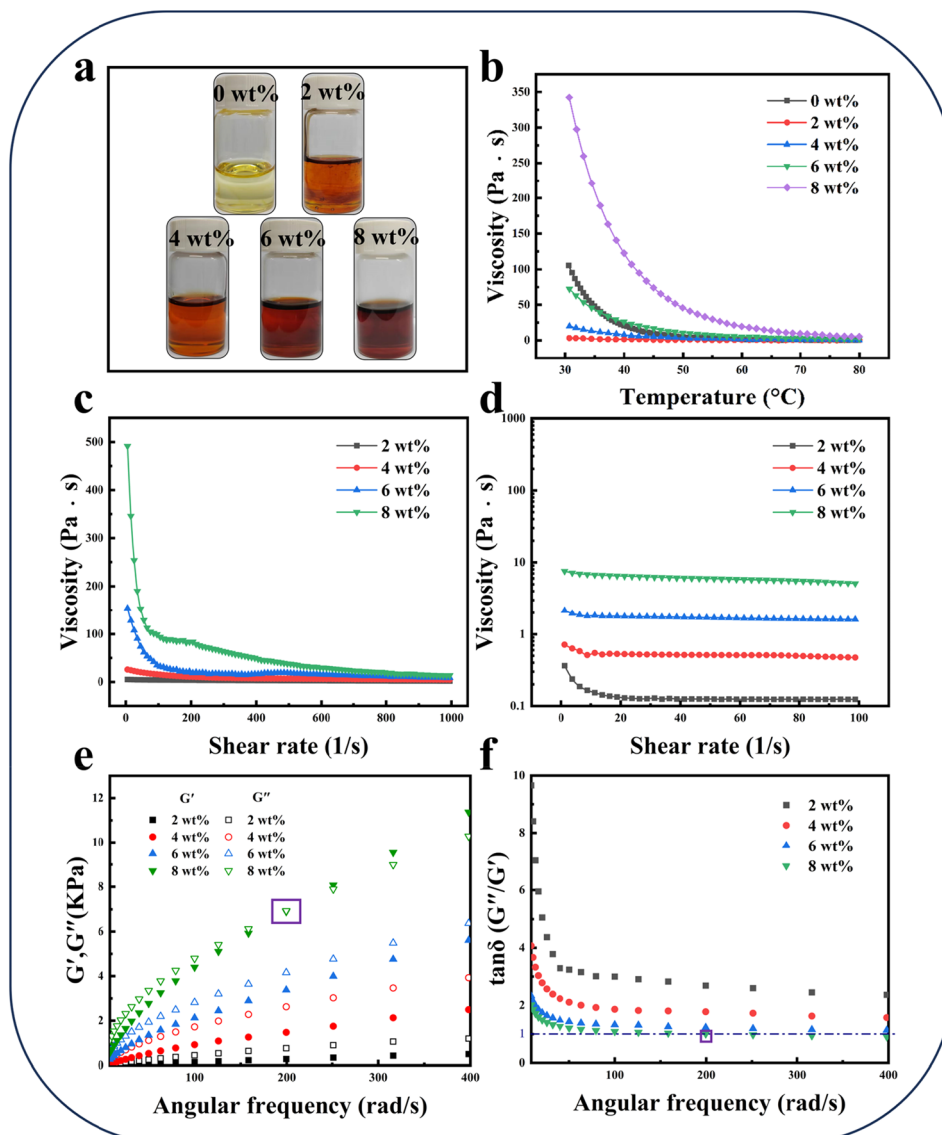 a
0 wt%
2 wt%
4 wt%
6 wt%
8 wt%
b
Viscosity (Pa · s)
350
300
250
200
150
100
50
0
0 wt%
2 wt%
4 wt%
6 wt%
8 wt%
30 40 50 60 70 80
Temperature (°C)
c
Viscosity (Pa · s)
500
400
300
200
100
0
2 wt%
4 wt%
6 wt%
8 wt%
0 200 400 600 800 1000
Shear rate (1/s)
d
Viscosity (Pa · s)
1000
100
10
1
0.1
2 wt%
4 wt%
6 wt%
8 wt%
0 20 40 60 80 100
Shear rate (1/s)
e
G′,G″(KPa)
12
10
8
6
4
2
0
G′ G″
2 wt% 2 wt%
4 wt% 4 wt%
6 wt% 6 wt%
8 wt% 8 wt%
100 200 300 400
Angular frequency (rad/s)
f
tanδ (G″/G′)
10
8
6
4
2
1
0
2 wt%
4 wt%
6 wt%
8 wt%
100 200 300 400
Angular frequency (rad/s)